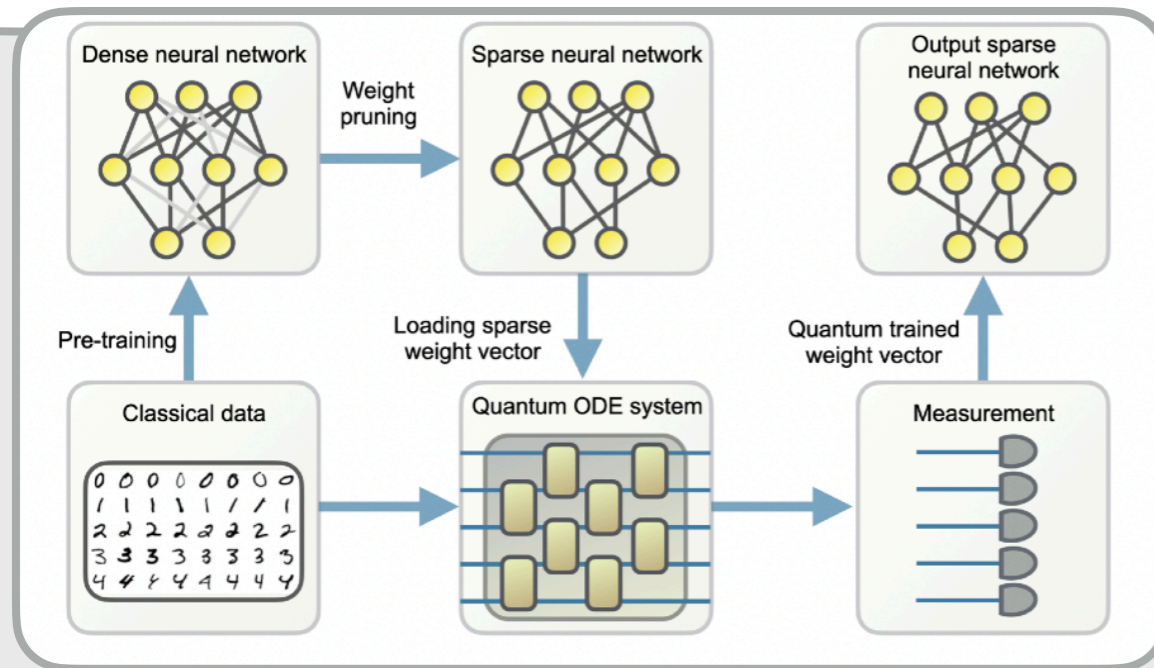 Dense neural network
Weight
pruning
Sparse neural network
Output sparse
neural network
Pre-training
Loading sparse
weight vector
Quantum trained
weight vector
Classical data
0 0 0 0 0 0 0 0
1 1 1 1 1 1 1 1
2 2 2 2 2 2 2 2
3 3 3 3 3 3 3 3
4 4 4 4 4 4 4 4
Quantum ODE system
Measurement